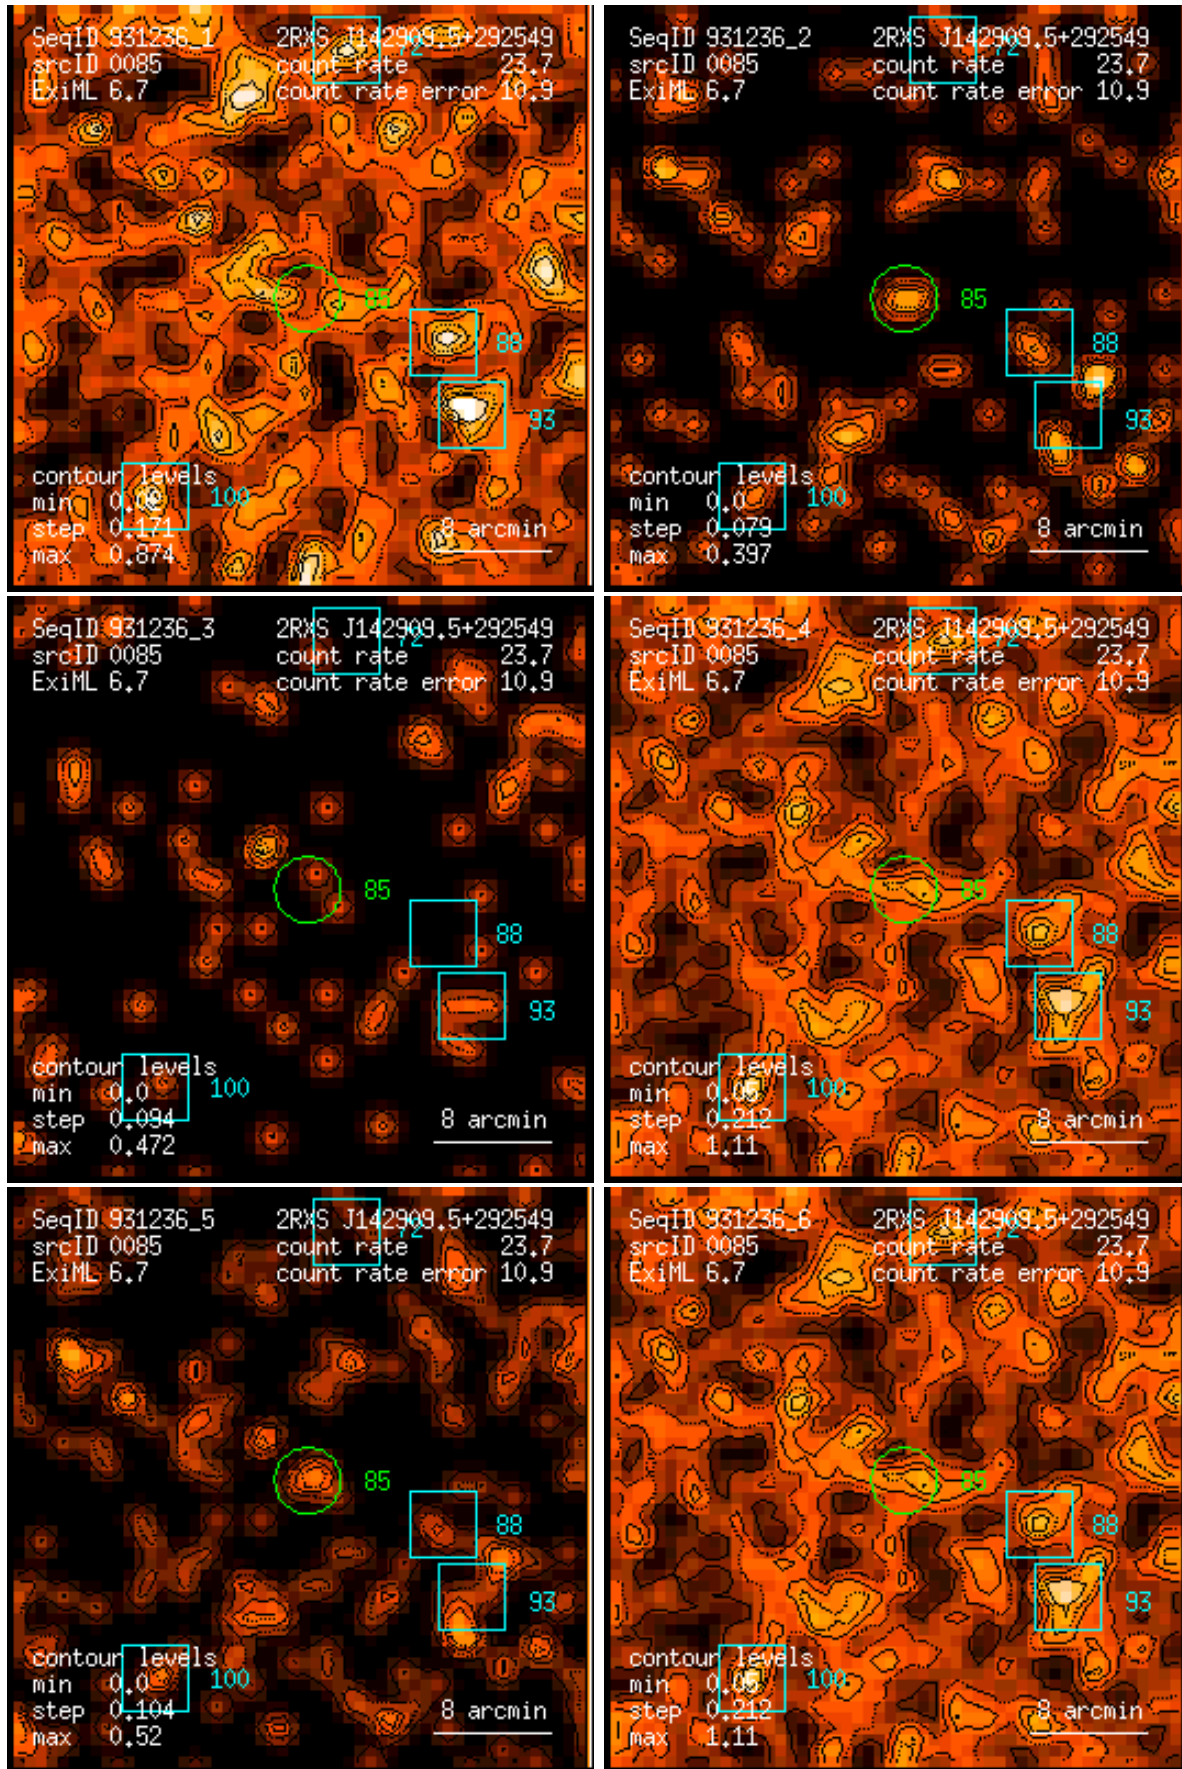 SeqID 931236_1 2RXS J142909.5+292549
srcID 0085 count rate 72 23.7
ExiML 6.7 count rate error 10.9
85
88
93
contour levels
min 0.0
100
step 0.171 8 arcmin
max 0.874
SeqID 931236_2 2RXS J142909.5+292549
srcID 0085 count rate 72 23.7
ExiML 6.7 count rate error 10.9
85
88
93
contour levels
min 0.0
100
step 0.079 8 arcmin
max 0.397
SeqID 931236_3 2RXS J142909.5+292549
srcID 0085 count rate 72 23.7
ExiML 6.7 count rate error 10.9
85
88
93
contour levels
min 0.0
100
step 0.094 8 arcmin
max 0.472
SeqID 931236_4 2RXS J142909.5+292549
srcID 0085 count rate 72 23.7
ExiML 6.7 count rate error 10.9
85
88
93
contour levels
min 0.05
100
step 0.212 8 arcmin
max 1.11
SeqID 931236_5 2RXS J142909.5+292549
srcID 0085 count rate 72 23.7
ExiML 6.7 count rate error 10.9
85
88
93
contour levels
min 0.0
100
step 0.104 8 arcmin
max 0.52
SeqID 931236_6 2RXS J142909.5+292549
srcID 0085 count rate 72 23.7
ExiML 6.7 count rate error 10.9
85
88
93
contour levels
min 0.05
100
step 0.212 8 arcmin
max 1.11